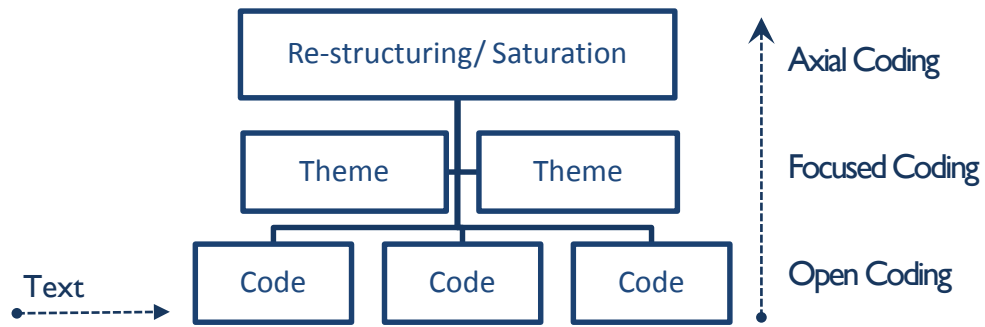 Re-structuring/ Saturation
Axial Coding
Theme
Theme
Focused Coding
Code
Code
Code
Open Coding
Text